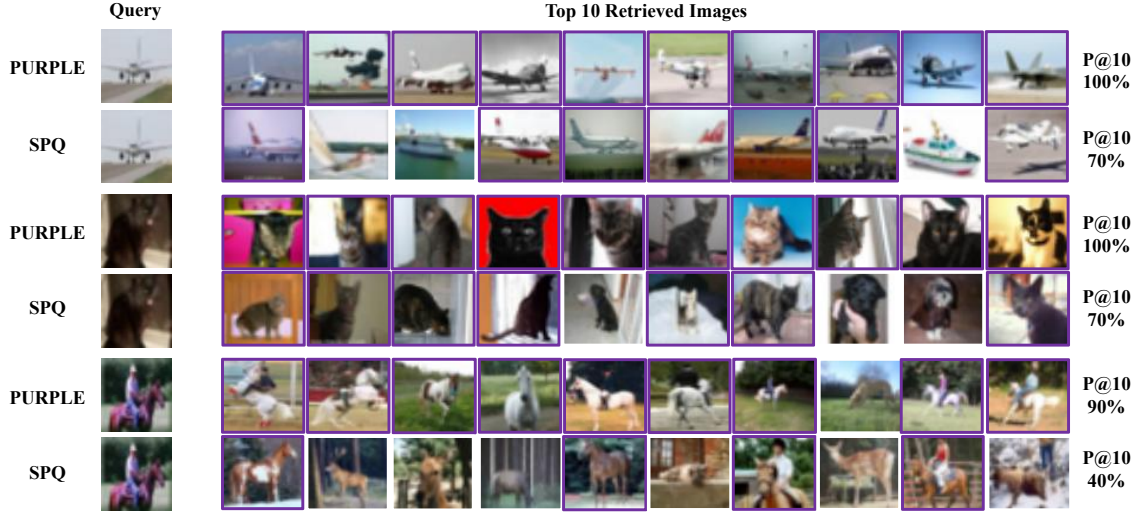 Query Top 10 Retrieved Images
PURPLE P@10
100%
SPQ P@10
70%
PURPLE P@10
100%
SPQ P@10
70%
PURPLE P@10
90%
SPQ P@10
40%